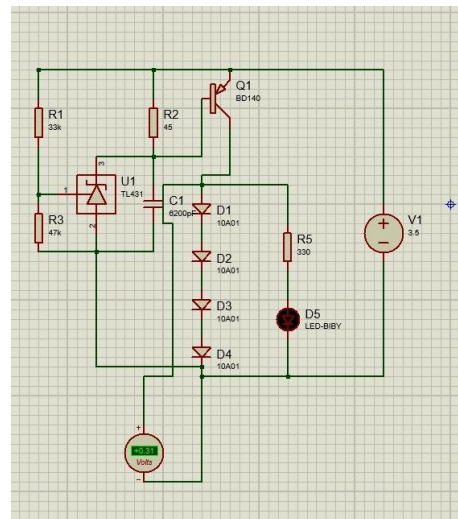 Q1
BD140
R1
33k
R2
45
3
U1
1
TL431
2
C1
6200pF
D1
10A01
R3
47k
V1
3.5
R5
330
D2
10A01
D3
10A01
D5
LED-BIBY
D4
10A01
+
+0.31
Volts